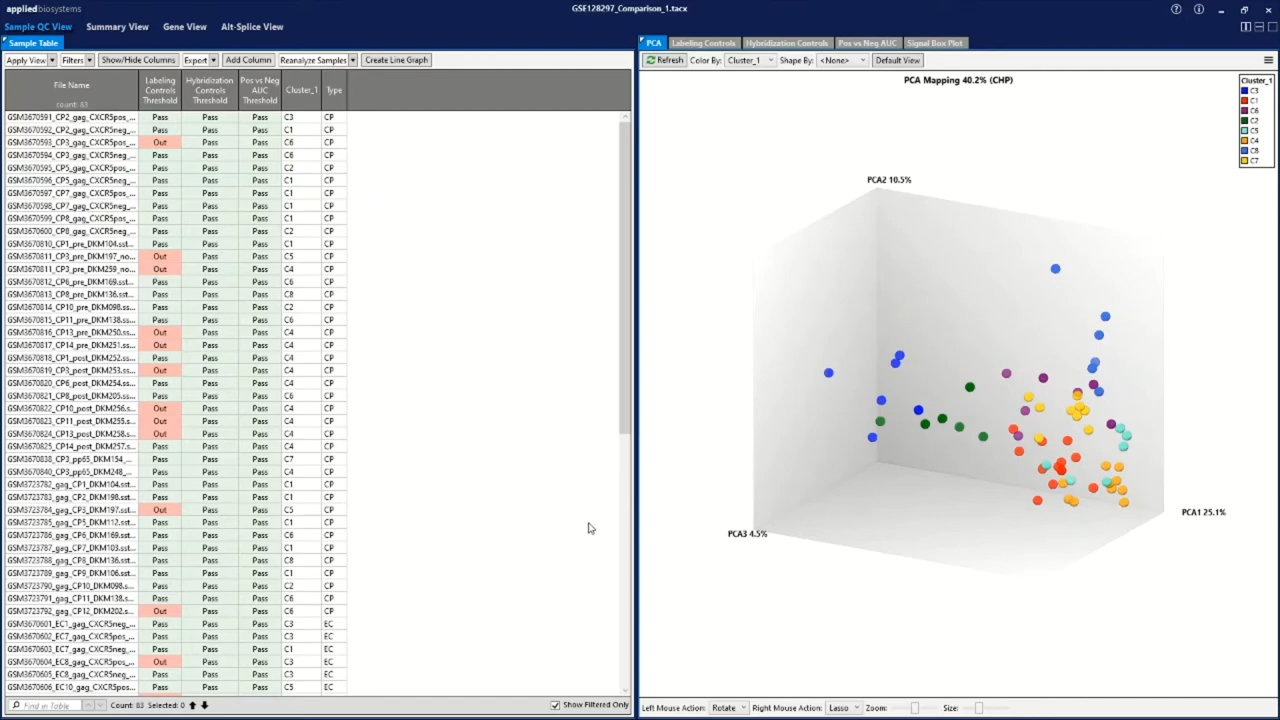 applied biosystems
GSE128297_Comparison_1.tacx
Sample QC View Summary View Gene View Alt-Splice View
Sample Table
Apply View Filters Show/Hide Columns Export Add Column Reanalyze Samples Create Line Graph
File Name count: 83 Labeling Controls Threshold Hybridization Controls Threshold Pos vs Neg AUC Threshold Cluster_1 Type
GSM3670591_CP2_gag_CXCR5pos_... Pass Pass Pass C3 CP
GSM3670592_CP2_gag_CXCR5neg_... Pass Pass Pass C1 CP
GSM3670593_CP3_gag_CXCR5pos_... Out Pass Pass C6 CP
GSM3670594_CP3_gag_CXCR5neg_... Pass Pass Pass C6 CP
GSM3670595_CP5_gag_CXCR5pos_... Pass Pass Pass C2 CP
GSM3670596_CP5_gag_CXCR5neg_... Pass Pass Pass C1 CP
GSM3670597_CP7_gag_CXCR5pos_... Pass Pass Pass C1 CP
GSM3670598_CP7_gag_CXCR5neg_... Pass Pass Pass C1 CP
GSM3670599_CP8_gag_CXCR5pos_... Pass Pass Pass C1 CP
GSM3670600_CP8_gag_CXCR5neg_... Pass Pass Pass C2 CP
GSM3670810_CP1_pre_DKM104.sst... Pass Pass Pass C1 CP
GSM3670811_CP3_pre_DKM197_no... Out Pass Pass C5 CP
GSM3670811_CP3_pre_DKM259_no... Out Pass Pass C4 CP
GSM3670812_CP6_pre_DKM169.sst... Pass Pass Pass C6 CP
GSM3670813_CP8_pre_DKM136.sst... Pass Pass Pass C8 CP
GSM3670814_CP10_pre_DKM098.ss... Pass Pass Pass C2 CP
GSM3670815_CP11_pre_DKM138.ss... Pass Pass Pass C6 CP
GSM3670816_CP13_pre_DKM250.ss... Out Pass Pass C4 CP
GSM3670817_CP14_pre_DKM251.ss... Out Pass Pass C4 CP
GSM3670818_CP1_post_DKM252.ss... Pass Pass Pass C4 CP
GSM3670819_CP3_post_DKM253.ss... Out Pass Pass C4 CP
GSM3670820_CP6_post_DKM254.ss... Pass Pass Pass C4 CP
GSM3670821_CP8_post_DKM205.ss... Pass Pass Pass C6 CP
GSM3670822_CP10_post_DKM256.s... Out Pass Pass C4 CP
GSM3670823_CP11_post_DKM255.s... Out Pass Pass C4 CP
GSM3670824_CP13_post_DKM258.s... Out Pass Pass C4 CP
GSM3670825_CP14_post_DKM257.s... Pass Pass Pass C4 CP
GSM3670838_CP3_pp65_DKM154_... Pass Pass Pass C7 CP
GSM3670840_CP3_pp65_DKM248_... Pass Pass Pass C4 CP
GSM3723782_gag_CP1_DKM104.ss... Pass Pass Pass C1 CP
GSM3723783_gag_CP2_DKM198.ss... Pass Pass Pass C1 CP
GSM3723784_gag_CP3_DKM197.ss... Out Pass Pass C5 CP
GSM3723785_gag_CP5_DKM112.ss... Pass Pass Pass C1 CP
GSM3723786_gag_CP6_DKM169.ss... Pass Pass Pass C6 CP
GSM3723787_gag_CP7_DKM103.ss... Pass Pass Pass C1 CP
GSM3723788_gag_CP8_DKM136.ss... Pass Pass Pass C8 CP
GSM3723789_gag_CP9_DKM106.ss... Pass Pass Pass C1 CP
GSM3723790_gag_CP10_DKM098.s... Pass Pass Pass C2 CP
GSM3723791_gag_CP11_DKM138.s... Pass Pass Pass C6 CP
GSM3723792_gag_CP12_DKM202.s... Out Pass Pass C6 CP
GSM3670601_EC1_gag_CXCR5neg_... Pass Pass Pass C3 EC
GSM3670602_EC7_gag_CXCR5pos_... Pass Pass Pass C3 EC
GSM3670603_EC7_gag_CXCR5neg_... Pass Pass Pass C1 EC
GSM3670604_EC8_gag_CXCR5pos_... Out Pass Pass C3 EC
GSM3670605_EC8_gag_CXCR5neg_... Pass Pass Pass C3 EC
GSM3670606_EC10_gag_CXCR5pos... Pass Pass Pass C5 EC
Find in Table Count: 83 Selected: 0 Show Filtered Only
PCA Labeling Controls Hybridization Controls Pos vs Neg AUC Signal Box Plot
Refresh Color By: Cluster_1 Shape By: <None> Default View
PCA Mapping 40.2% (CHP)
Cluster_1
C3
C1
C6
C2
C5
C4
C8
C7
PCA2 10.5%
PCA1 25.1%
PCA3 4.5%
Left Mouse Action: Rotate Right Mouse Action: Lasso Zoom: Size: